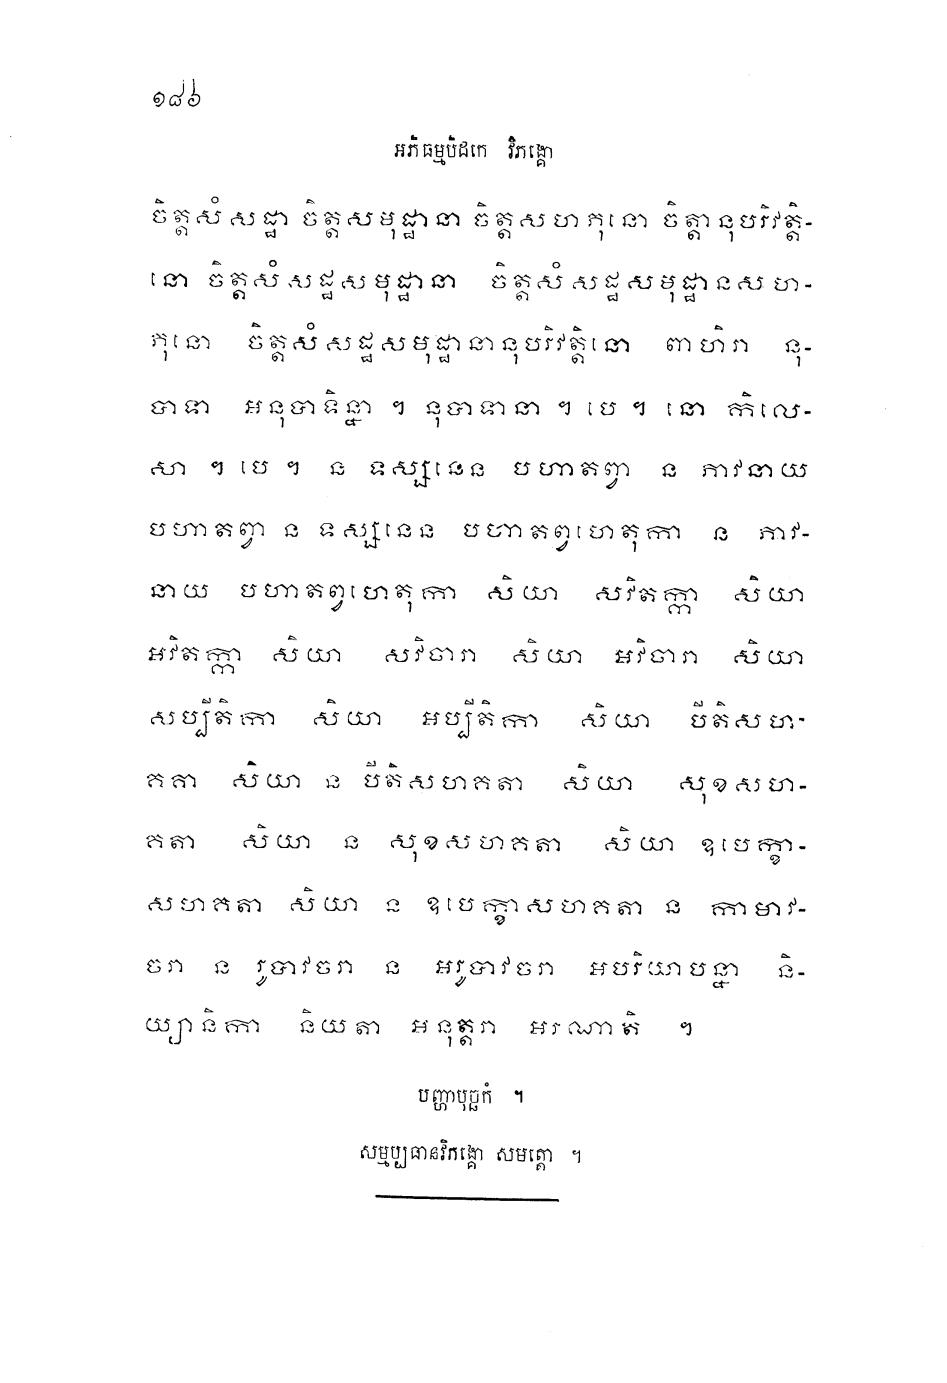 ១៨៦
អភិធម្មបិដកេ វិភង្គោ
ចិត្តសំសដ្ឋា ចិត្តសមុដ្ឋានា ចិត្តសហភុនោ ចិត្តានុបរិវត្តិ-
នោ ចិត្តសំសដ្ឋសមុដ្ឋានា ចិត្តសំសដ្ឋសមុដ្ឋានសហ-
ភុនោ ចិត្តសំសដ្ឋសមុដ្ឋានានុបរិវត្តិនោ ពាហិរា នុ-
បាទា អនុបាទិន្នា ។ នុបាទានា ។ បេ ។ នោ កិលេ-
សា ។ បេ ។ ន ទស្សនេន បហាតព្វា ន ភាវនាយ
បហាតព្វា ន ទស្សនេន បហាតព្វហេតុកា ន ភាវ-
នាយ បហាតព្វហេតុកា សិយា សវិតក្កា សិយា
អវិតក្កា សិយា សវិចារា សិយា អវិចារា សិយា
សប្បីតិកា សិយា អប្បីតិកា សិយា បីតិសហ-
គតា សិយា ន បីតិសហគតា សិយា សុខសហ-
គតា សិយា ន សុខសហគតា សិយា ឧបេក្ខា-
សហគតា សិយា ន ឧបេក្ខាសហគតា ន កាមាវ-
ចរា ន រូបាវចរា ន អរូបាវចរា អបរិយាបន្នា និ-
យ្យានិកា និយតា អនុត្តរា អរណាតិ ។
បញ្ហាបុច្ឆកំ ។
សម្មប្បធានវិភង្គោ សមត្តោ ។